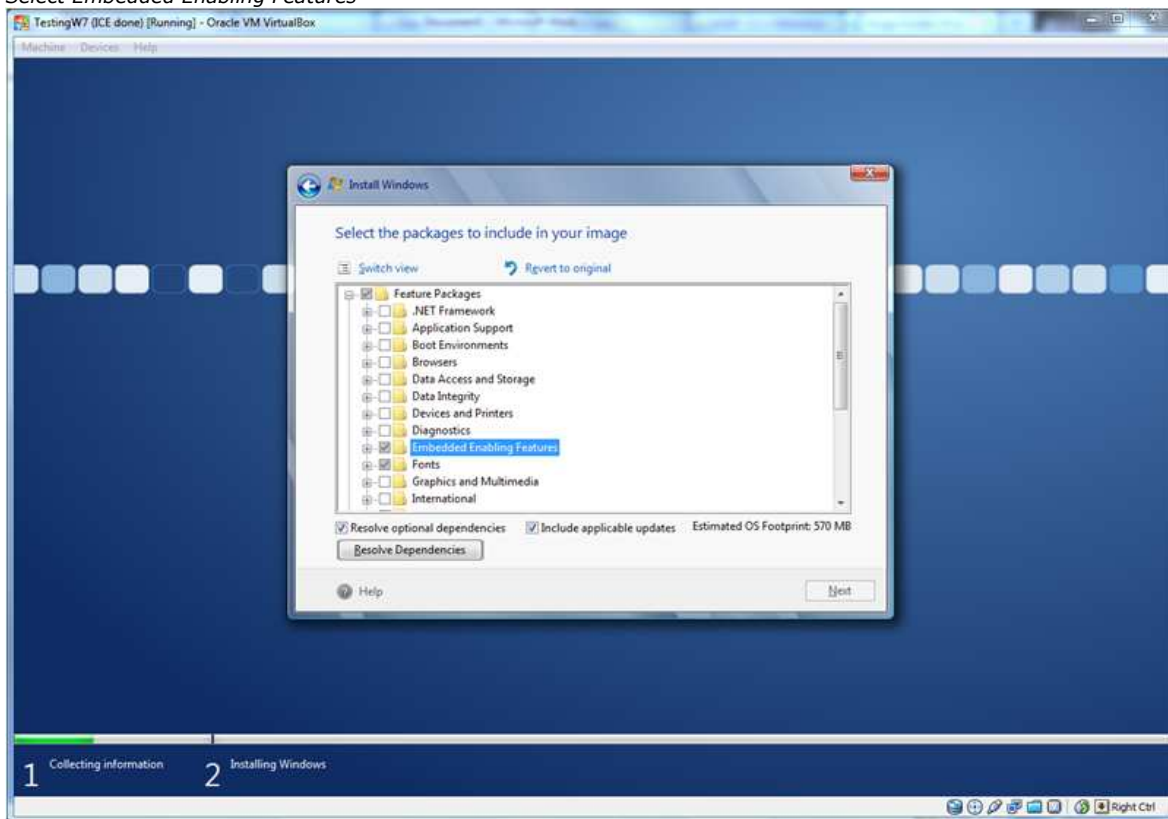 Select Embedded Enabling Features
TestingW7 (ICE done) [Running] - Oracle VM VirtualBox
Machine Devices Help
Install Windows
Select the packages to include in your image
Switch view Revert to original
Feature Packages
.NET Framework
Application Support
Boot Environments
Browsers
Data Access and Storage
Data Integrity
Devices and Printers
Diagnostics
Embedded Enabling Features
Fonts
Graphics and Multimedia
International
Resolve optional dependencies Include applicable updates Estimated OS Footprint: 570 MB
Resolve Dependencies
Help Next
1 Collecting information 2 Installing Windows
Right Ctrl